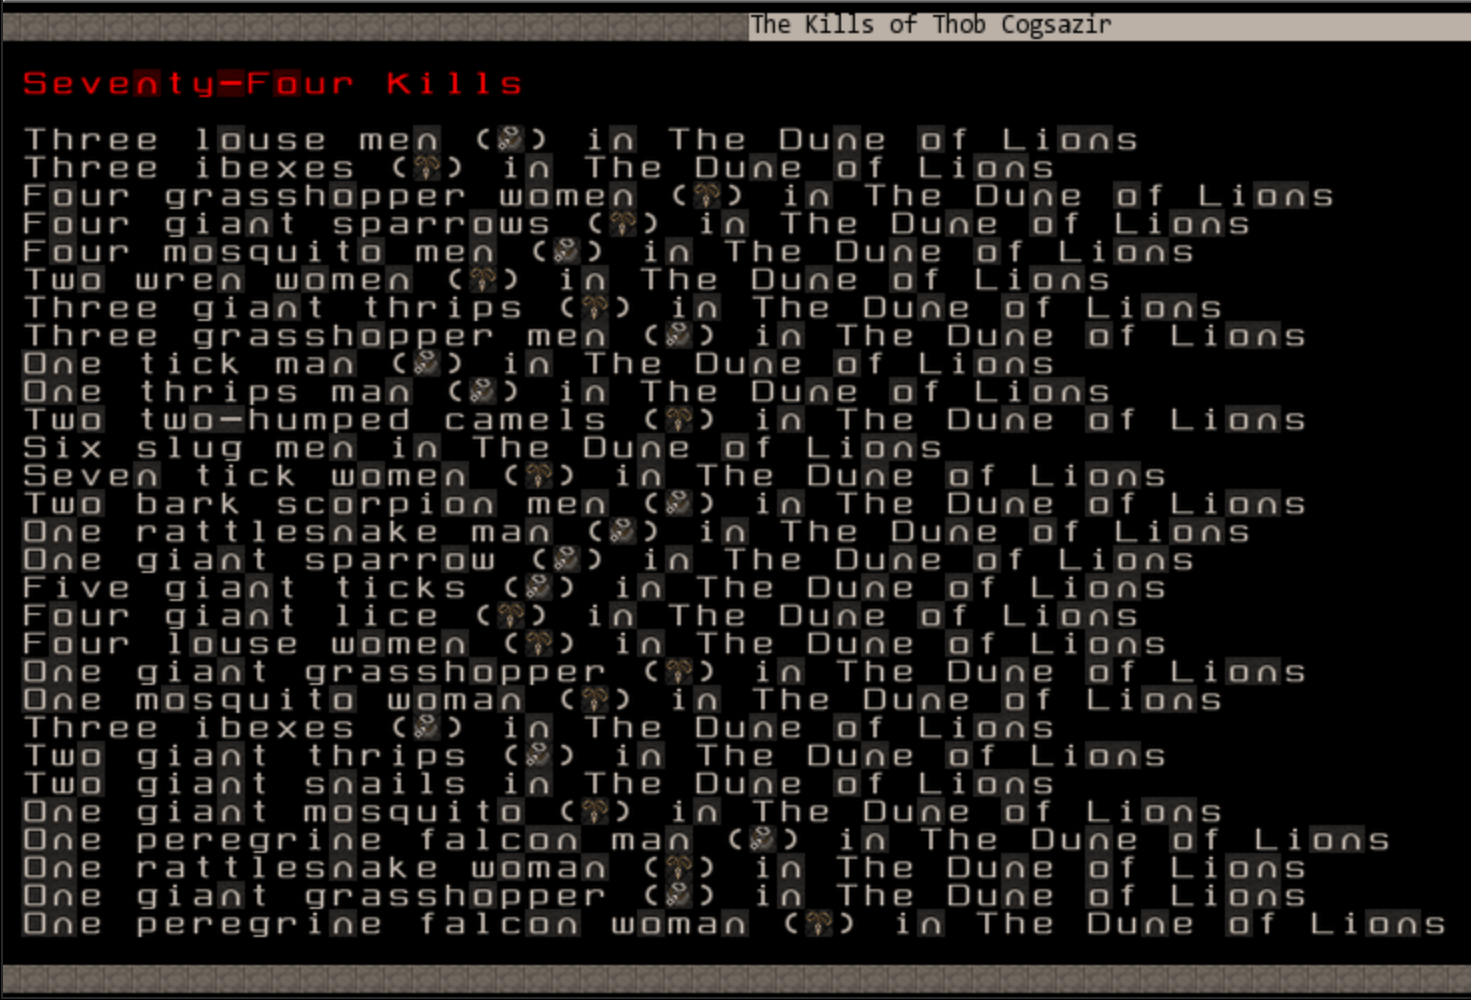 The Kills of Thob Cogsazir
Seventy-Four Kills
Three louse men () in The Dune of Lions
Three ibexes () in The Dune of Lions
Four grasshopper women () in The Dune of Lions
Four giant sparrows () in The Dune of Lions
Four mosquito men () in The Dune of Lions
Two wren women () in The Dune of Lions
Three giant thrips () in The Dune of Lions
Three grasshopper men () in The Dune of Lions
One tick man () in The Dune of Lions
One thrips man () in The Dune of Lions
Two two-humped camels () in The Dune of Lions
Six slug men in The Dune of Lions
Seven tick women () in The Dune of Lions
Two bark scorpion men () in The Dune of Lions
One rattlesnake man () in The Dune of Lions
One giant sparrow () in The Dune of Lions
Five giant ticks () in The Dune of Lions
Four giant lice () in The Dune of Lions
Four louse women () in The Dune of Lions
One giant grasshopper () in The Dune of Lions
One mosquito woman () in The Dune of Lions
Three ibexes () in The Dune of Lions
Two giant thrips () in The Dune of Lions
Two giant snails in The Dune of Lions
One giant mosquito () in The Dune of Lions
One peregrine falcon man () in The Dune of Lions
One rattlesnake woman () in The Dune of Lions
One giant grasshopper () in The Dune of Lions
One peregrine falcon woman () in The Dune of Lions